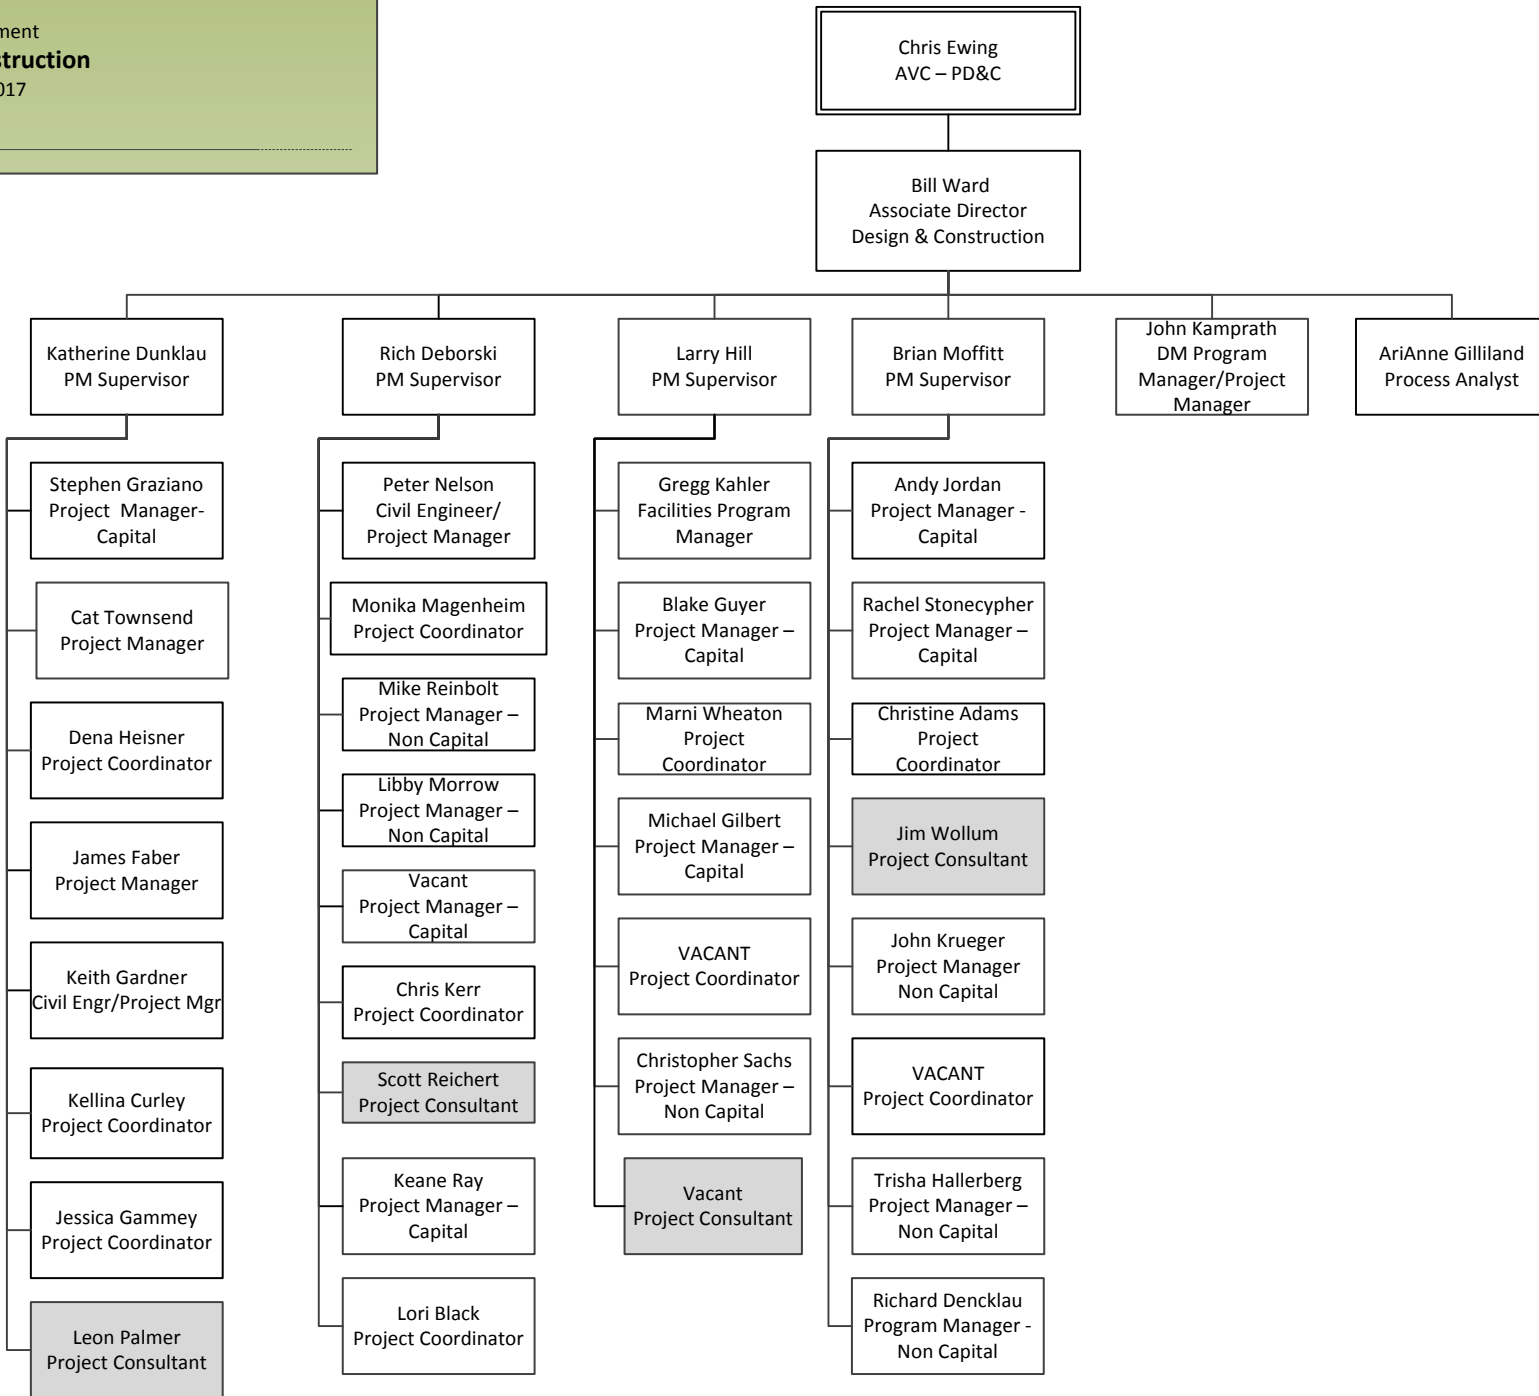 017
Chris Ewing
AVC – PD&C
Bill Ward
Associate Director
Design & Construction
Katherine Dunklau
PM Supervisor
Rich Deborski
PM Supervisor
Larry Hill
PM Supervisor
Brian Moffitt
PM Supervisor
John Kamprath
DM Program
Manager/Project
Manager
AriAnne Gilliland
Process Analyst
Stephen Graziano
Project Manager-
Capital
Cat Townsend
Project Manager
Dena Heisner
Project Coordinator
James Faber
Project Manager
Keith Gardner
Civil Engr/Project Mgr
Kellina Curley
Project Coordinator
Jessica Gammey
Project Coordinator
Leon Palmer
Project Consultant
Peter Nelson
Civil Engineer/
Project Manager
Monika Magenheim
Project Coordinator
Mike Reinbolt
Project Manager –
Non Capital
Libby Morrow
Project Manager –
Non Capital
Vacant
Project Manager –
Capital
Chris Kerr
Project Coordinator
Scott Reichert
Project Consultant
Keane Ray
Project Manager –
Capital
Lori Black
Project Coordinator
Gregg Kahler
Facilities Program
Manager
Blake Guyer
Project Manager –
Capital
Marni Wheaton
Project
Coordinator
Michael Gilbert
Project Manager –
Capital
VACANT
Project Coordinator
Christopher Sachs
Project Manager –
Non Capital
Vacant
Project Consultant
Andy Jordan
Project Manager -
Capital
Rachel Stonecypher
Project Manager –
Capital
Christine Adams
Project
Coordinator
Jim Wollum
Project Consultant
John Krueger
Project Manager
Non Capital
VACANT
Project Coordinator
Trisha Hallerberg
Project Manager –
Non Capital
Richard Dencklau
Program Manager -
Non Capital